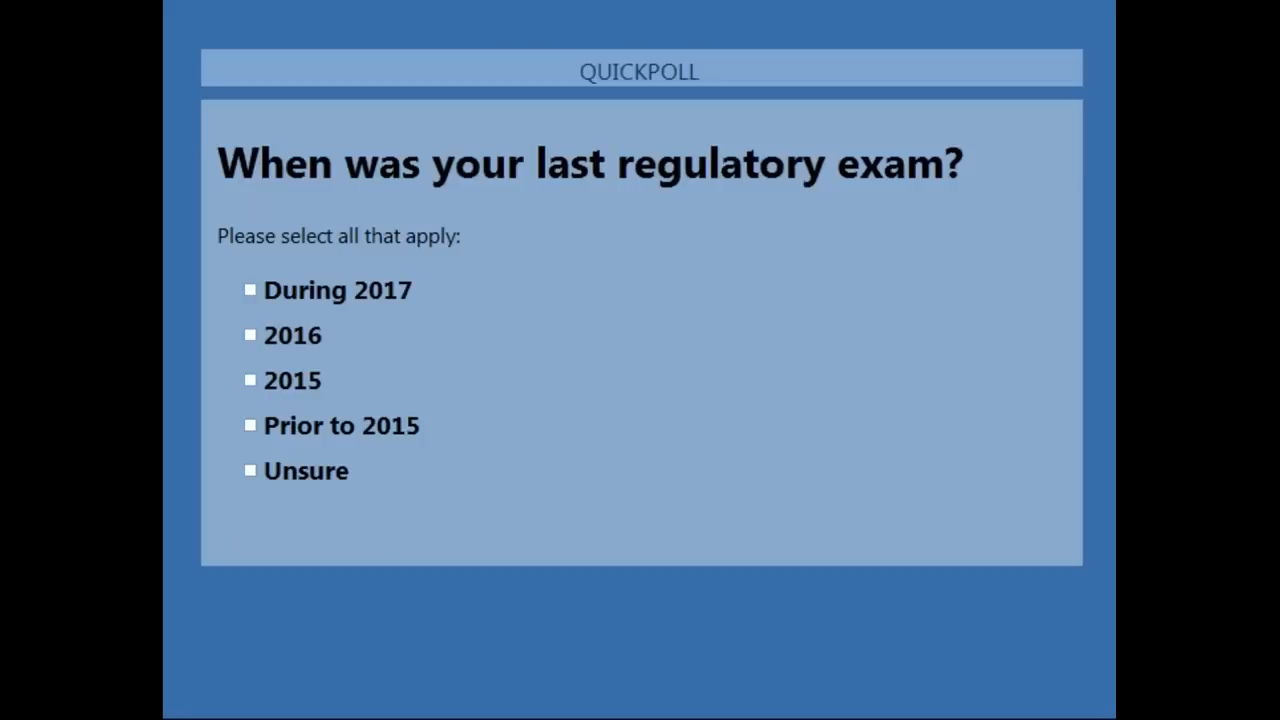 QUICKPOLL
When was your last regulatory exam?
Please select all that apply:
During 2017
2016
2015
Prior to 2015
Unsure